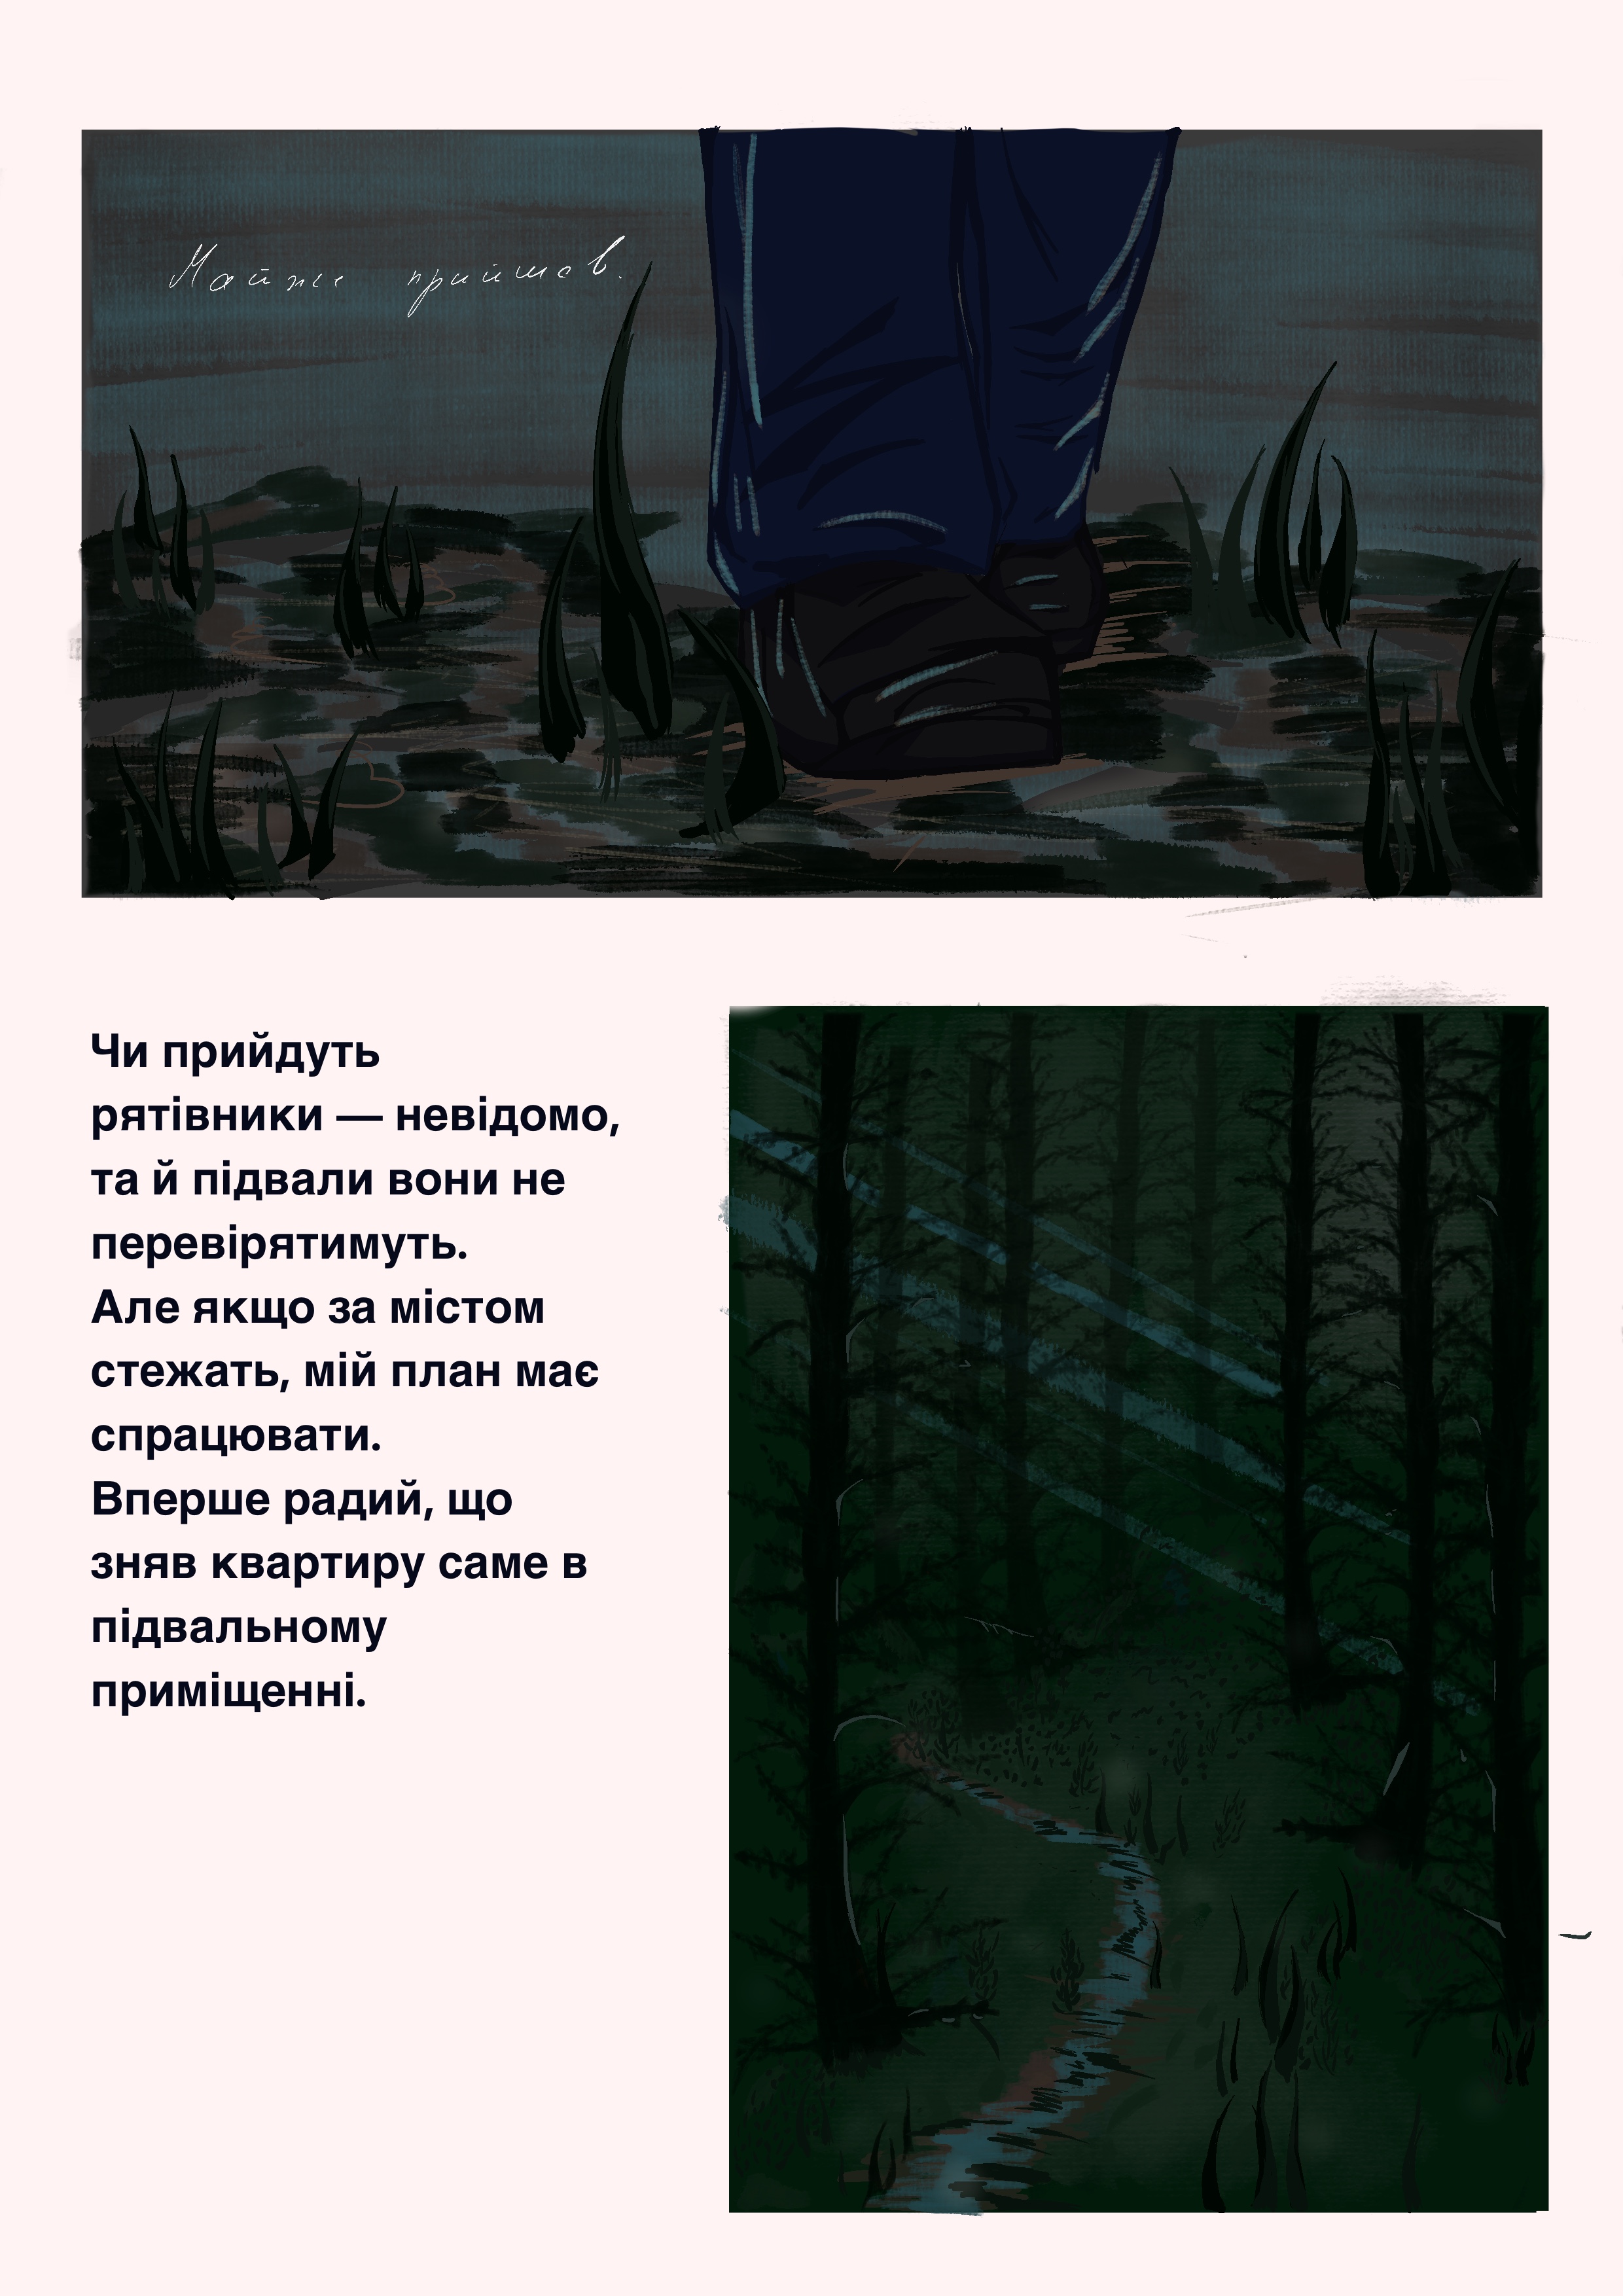 Майже прийшов.
Чи прийдуть
рятівники — невідомо,
та й підвали вони не
перевірятимуть.
Але якщо за містом
стежать, мій план має
спрацювати.
Вперше радий, що
зняв квартиру саме в
підвальному
приміщенні.